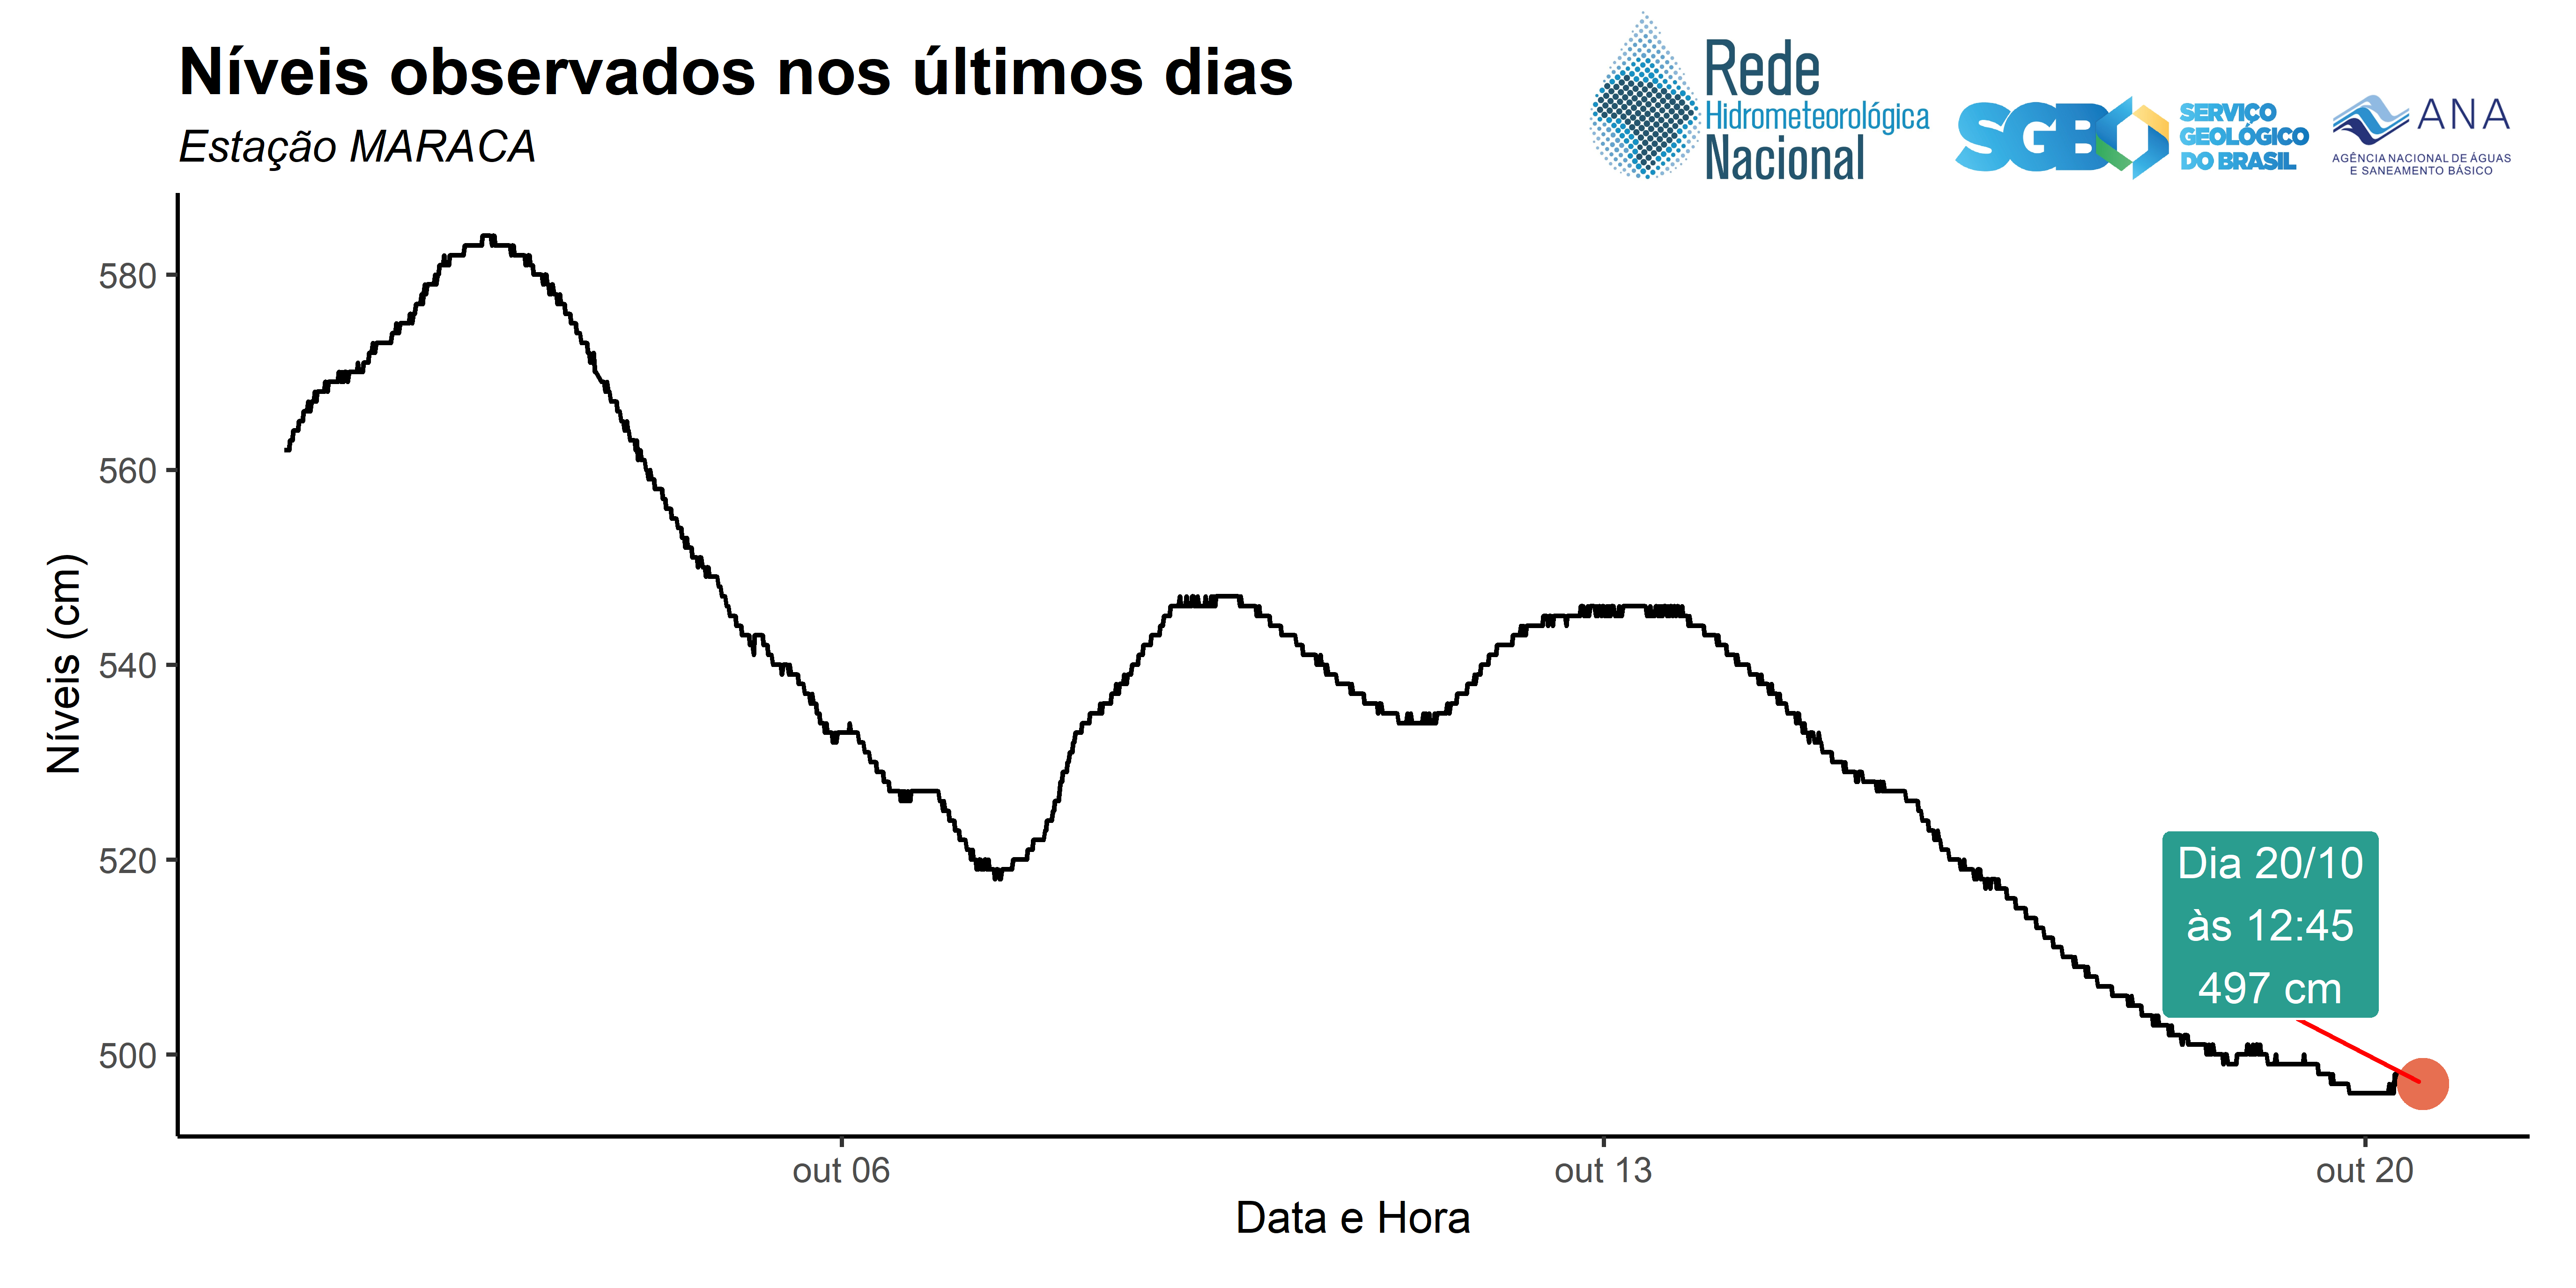 Níveis observados nos últimos dias
Estação MARACA
Rede
Hidrometeorológica
Nacional
SGB
SERVIÇO
GEOLÓGICO
DO BRASIL
ANA
AGÊNCIA NACIONAL DE ÁGUAS
E SANEAMENTO BÁSICO
Níveis (cm)
580
560
540
520
500
Dia 20/10
às 12:45
497 cm
out 06
out 13
out 20
Data e Hora